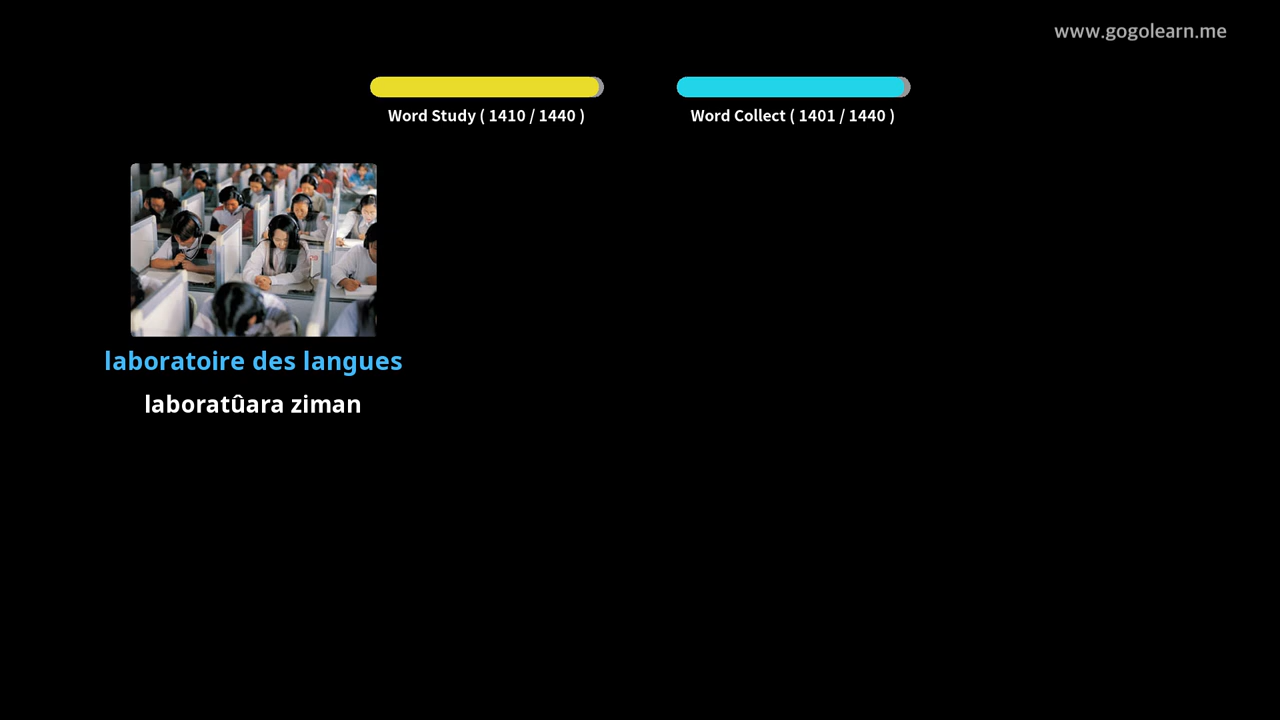 www.gogolearn.me
Word Study ( 1410 / 1440 )
Word Collect ( 1401 / 1440 )
laboratoire des langues
laboratûara ziman